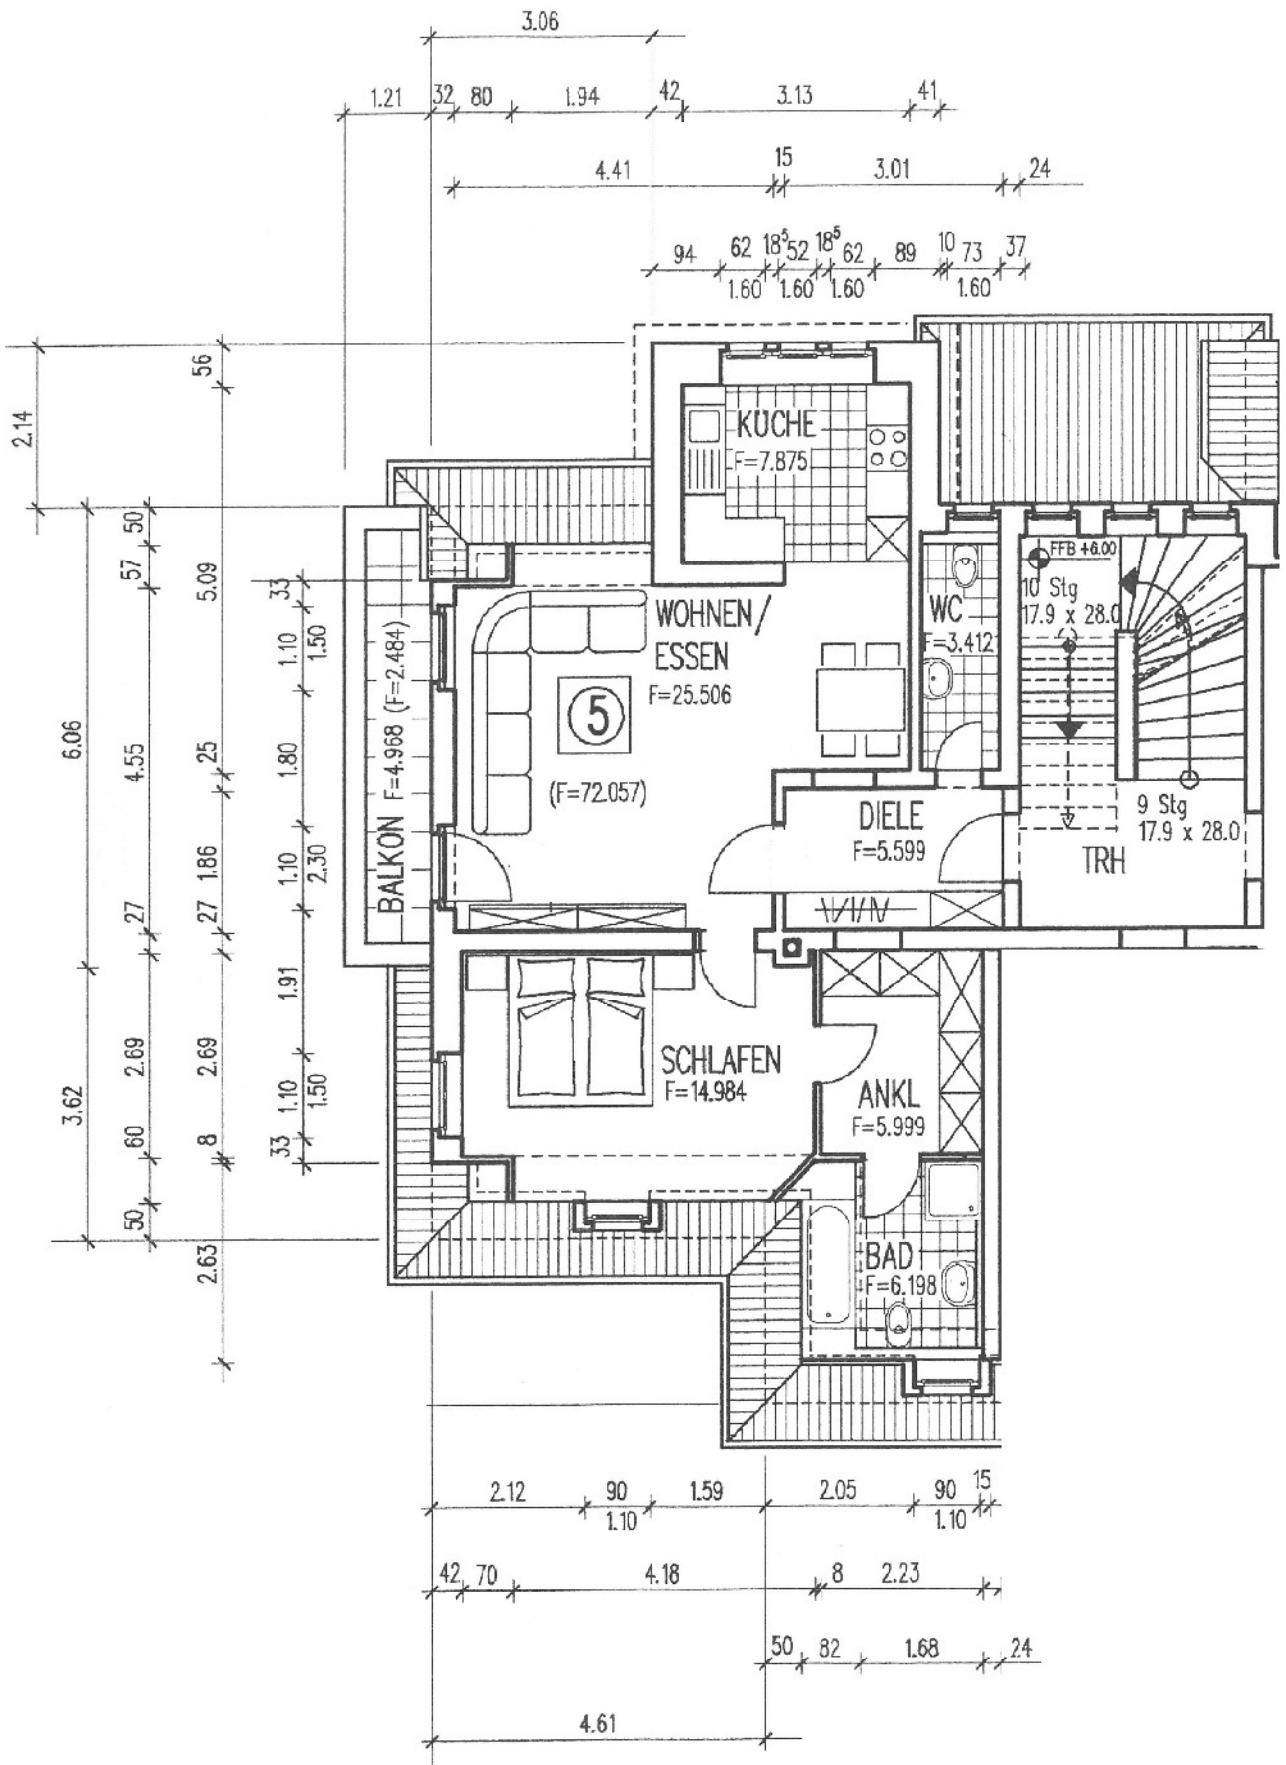 3.06
1.21 32 80 1.94 42 3.13 41
4.41 15 3.01 24
94 62 18⁵ 52 18⁵ 62 89 10 73 37
1.60 1.60 1.60 1.60
56
2.14
KÜCHE
F=7.875
50
57
5.09
33
1.10
1.50
FFB +6.00
10 Stg
17.9 x 28.0
WC
F=3.412
WOHNEN/
ESSEN
F=25.506
5
(F=72.057)
BALKON F=4.968 (F=2.484)
6.06
4.55
25
1.80
DIELE
F=5.599
9 Stg
17.9 x 28.0
TRH
1.86
1.10
2.30
27
27
1.91
SCHLAFEN
F=14.984
ANKL
F=5.999
3.62
2.69
2.69
1.10
1.50
60
8
33
50
2.63
BAD
F=6.198
2.12 90 1.59 2.05 90 15
1.10 1.10
42 70 4.18 8 2.23
50 82 1.68 24
4.61